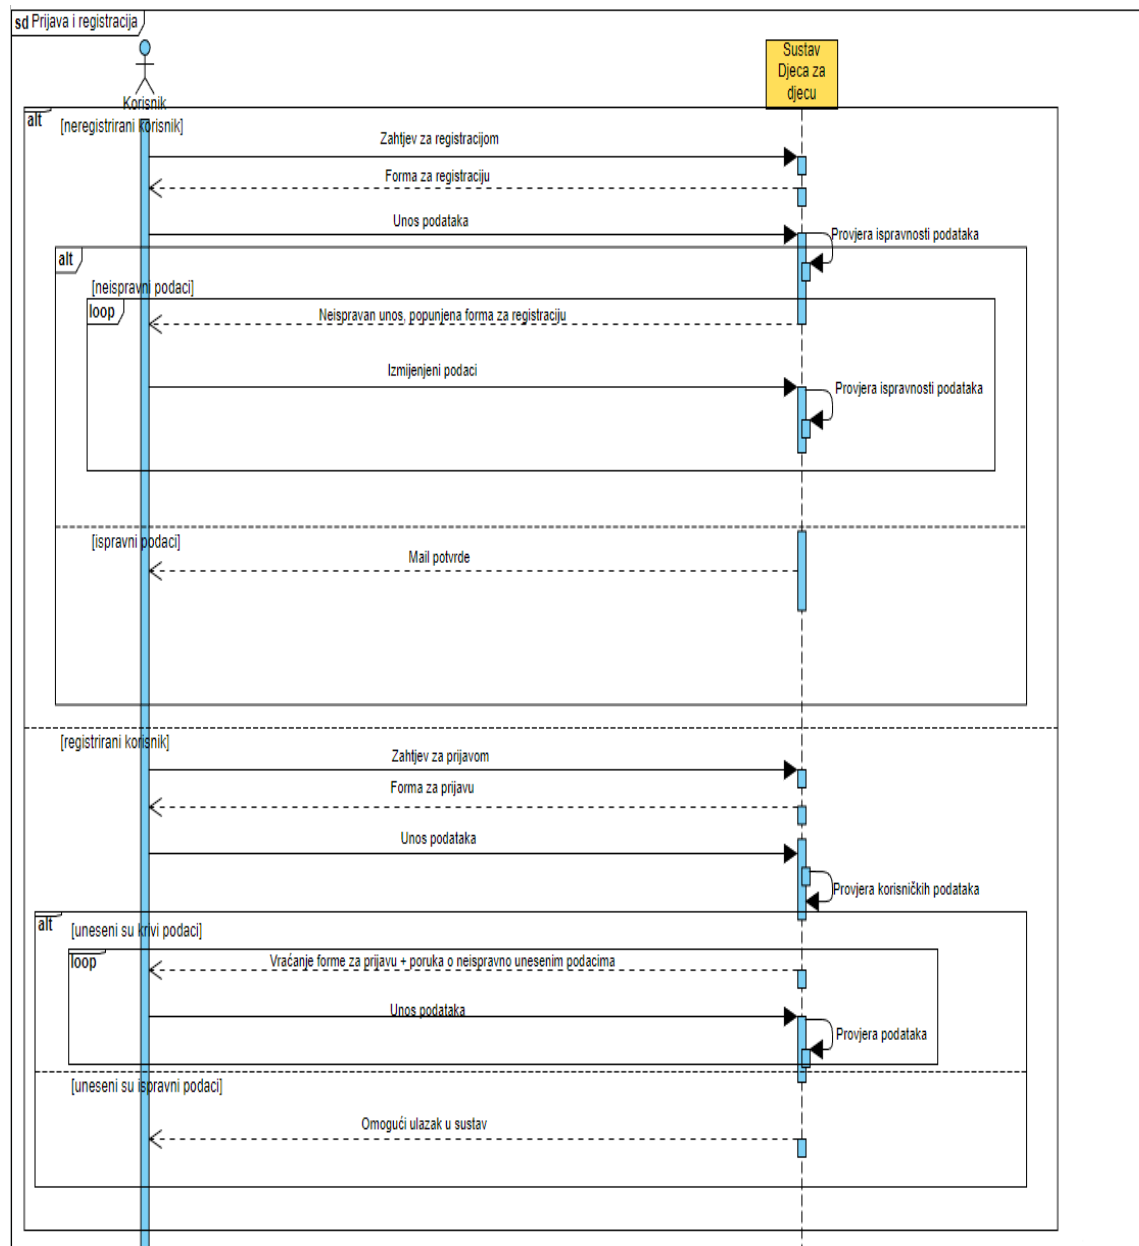 sd Prijava i registracija
Korisnik
Sustav
Djeca za
djecu
alt
[neregistrirani korisnik]
Zahtjev za registracijom
Forma za registraciju
Unos podataka
Provjera ispravnosti podataka
alt
[neispravni podaci]
loop
Neispravan unos, popunjena forma za registraciju
Izmijenjeni podaci
Provjera ispravnosti podataka
[ispravni podaci]
Mail potvrde
[registrirani korisnik]
Zahtjev za prijavom
Forma za prijavu
Unos podataka
Provjera korisničkih podataka
alt
[uneseni su krivi podaci]
loop
Vraćanje forme za prijavu + poruka o neispravno unesenim podacima
Unos podataka
Provjera podataka
[uneseni su ispravni podaci]
Omogući ulazak u sustav